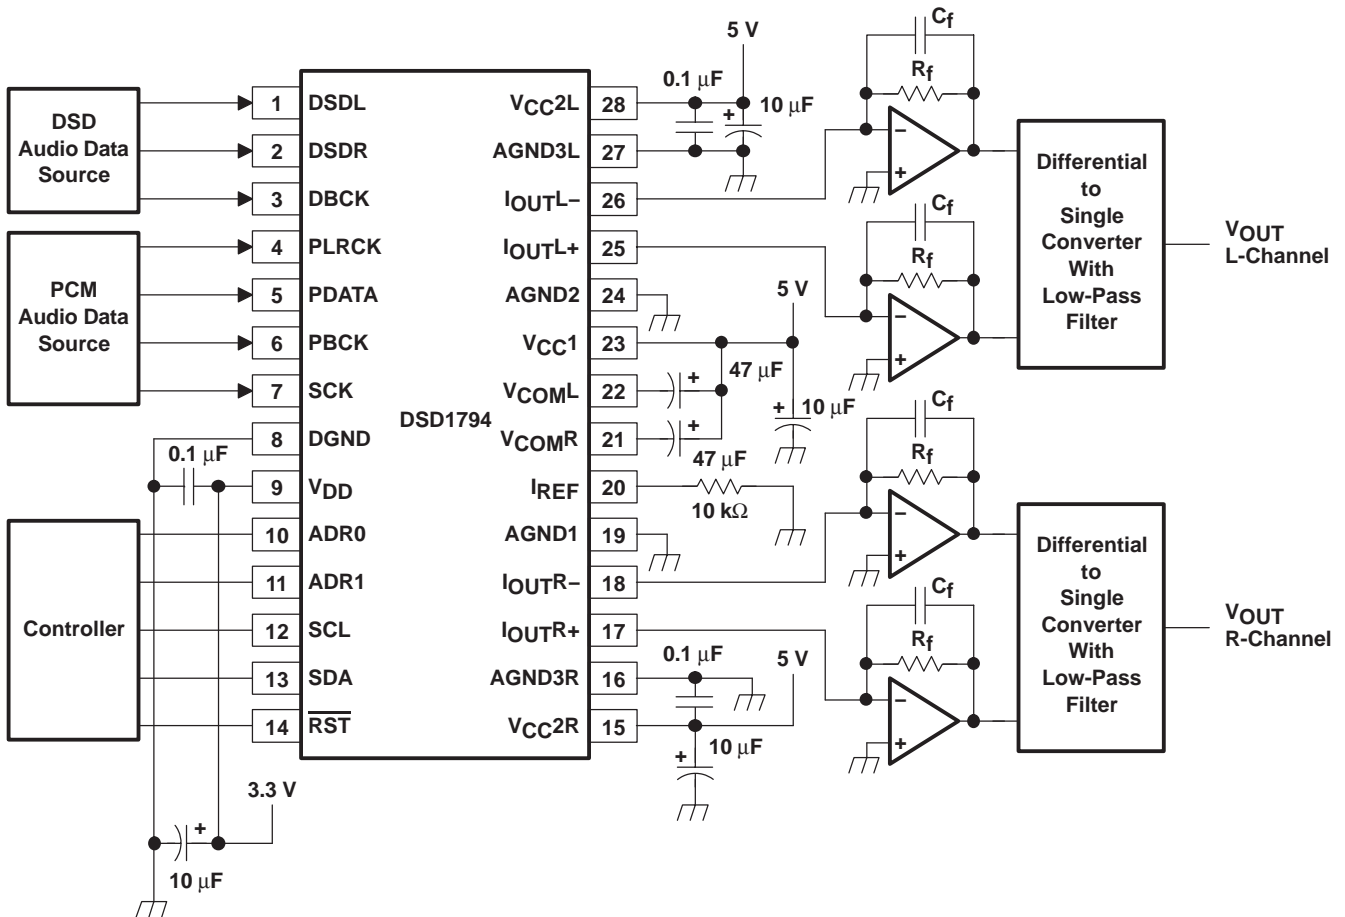 DSD
Audio Data
Source
PCM
Audio Data
Source
Controller
1 DSDL
2 DSDR
3 DBCK
4 PLRCK
5 PDATA
6 PBCK
7 SCK
8 DGND
9 VDD
10 ADR0
11 ADR1
12 SCL
13 SDA
14 RST
0.1 μF
3.3 V
+
10 μF
DSD1794
VCC2L 28
AGND3L 27
IOUTL– 26
IOUTL+ 25
AGND2 24
VCC1 23
VCOML 22
VCOMR 21
IREF 20
AGND1 19
IOUTR– 18
IOUTR+ 17
AGND3R 16
VCC2R 15
5 V
0.1 μF
+
10 μF
5 V
47 μF
+
+
47 μF
+
10 μF
10 kΩ
0.1 μF
5 V
10 μF
+
Cf
Rf
–
+
Cf
Rf
–
+
Cf
Rf
–
+
Cf
Rf
–
+
Differential
to
Single
Converter
With
Low-Pass
Filter
VOUT
L-Channel
Differential
to
Single
Converter
With
Low-Pass
Filter
VOUT
R-Channel